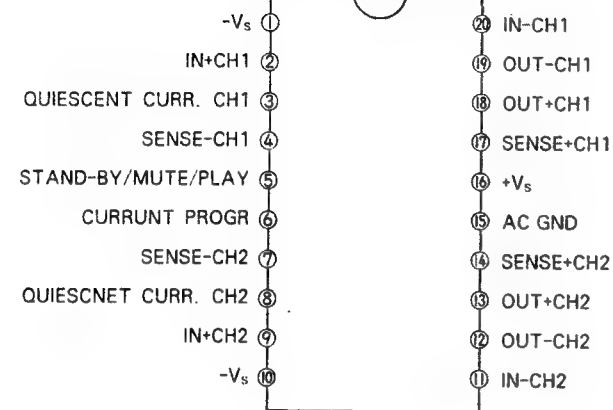 -Vs ①
IN+CH1 ②
QUIESCENT CURR. CH1 ③
SENSE-CH1 ④
STAND-BY/MUTE/PLAY ⑤
CURRUNT PROGR ⑥
SENSE-CH2 ⑦
QUIESCNET CURR. CH2 ⑧
IN+CH2 ⑨
-Vs ⑩
⑳ IN-CH1
⑲ OUT-CH1
⑱ OUT+CH1
⑰ SENSE+CH1
⑯ +Vs
⑮ AC GND
⑭ SENSE+CH2
⑬ OUT+CH2
⑫ OUT-CH2
⑪ IN-CH2